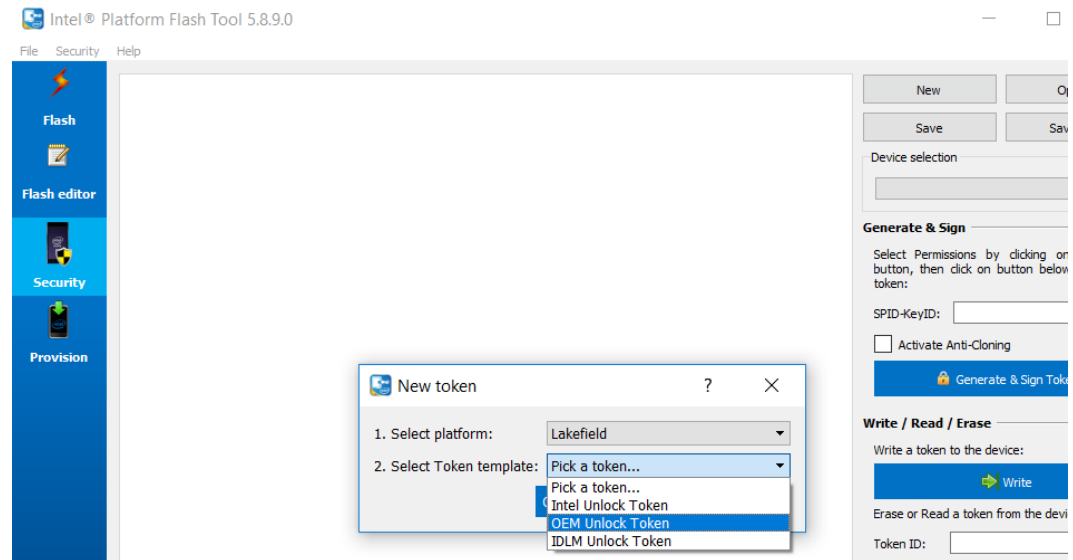 Intel® Platform Flash Tool 5.8.9.0
File Security Help
Flash
Flash editor
Security
Provision
New
Save
Device selection
Generate & Sign
Select Permissions by clicking on
button, then click on button below
token:
SPID-KeyID:
Activate Anti-Cloning
Generate & Sign Toke
Write / Read / Erase
Write a token to the device:
Write
Erase or Read a token from the devi
Token ID:
New token
?
1. Select platform:
Lakefield
2. Select Token template:
Pick a token...
Pick a token...
Intel Unlock Token
OEM Unlock Token
IDLM Unlock Token